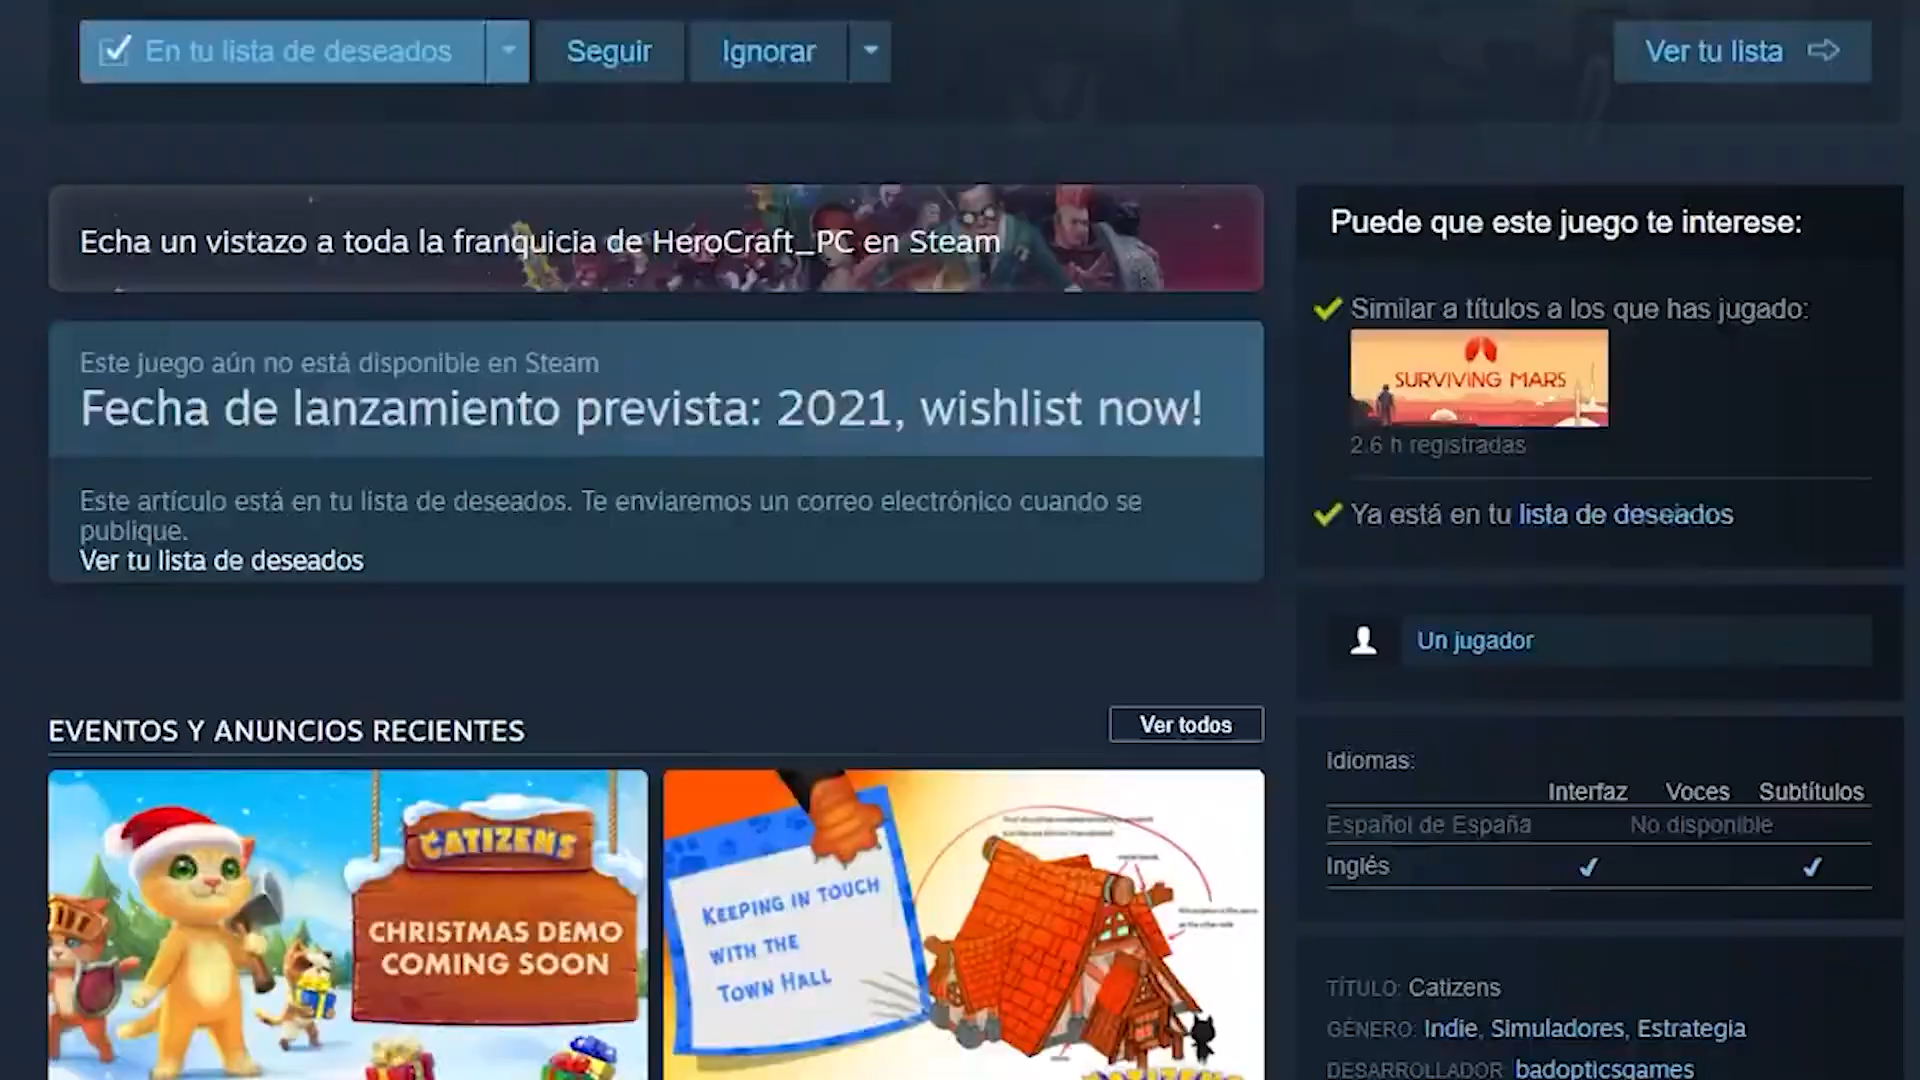 En tu lista de deseados
Seguir
Ignorar
Ver tu lista
Echa un vistazo a toda la franquicia de HeroCraft_PC en Steam
Este juego aún no está disponible en Steam
Fecha de lanzamiento prevista: 2021, wishlist now!
Este artículo está en tu lista de deseados. Te enviaremos un correo electrónico cuando se
publique.
Ver tu lista de deseados
EVENTOS Y ANUNCIOS RECIENTES
Ver todos
CATIZENS
CHRISTMAS DEMO
COMING SOON
KEEPING IN TOUCH
WITH THE
TOWN HALL
CATIZENS
Puede que este juego te interese:
Similar a títulos a los que has jugado:
SURVIVING MARS
2.6 h registradas
Ya está en tu lista de deseados
Un jugador
Idiomas:
Interfaz Voces Subtítulos
Español de España No disponible
Inglés
TÍTULO: Catizens
GÉNERO: Indie, Simuladores, Estrategia
DESARROLLADOR: badopticsgames